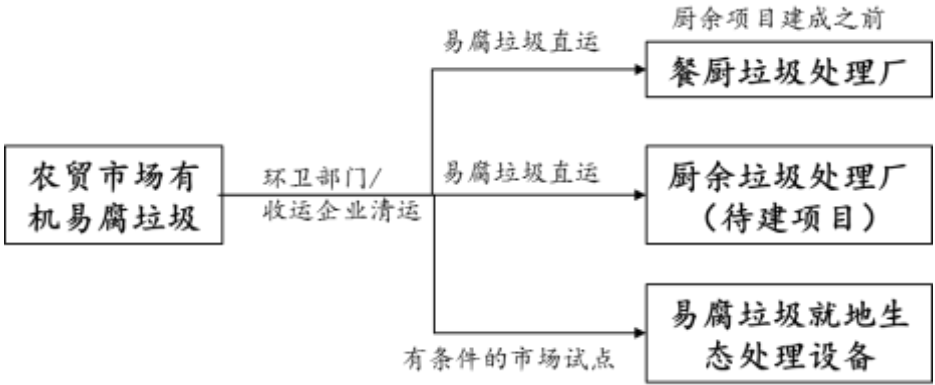 厨余项目建成之前
易腐垃圾直运
餐厨垃圾处理厂
农贸市场有
机易腐垃圾
环卫部门/
收运企业清运
易腐垃圾直运
厨余垃圾处理厂
（待建项目）
有条件的市场试点
易腐垃圾就地生
态处理设备